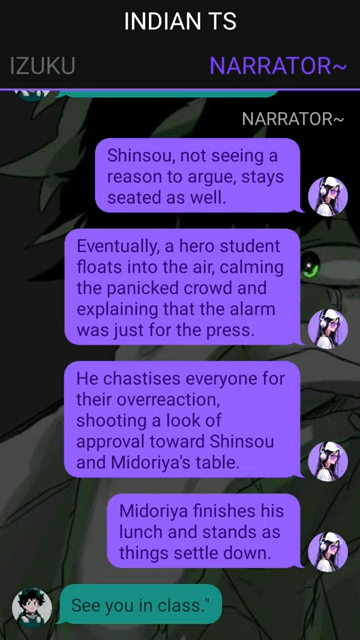 INDIAN TS
IZUKU
NARRATOR~
NARRATOR~
Shinsou, not seeing a
reason to argue, stays
seated as well.
Eventually, a hero student
floats into the air, calming
the panicked crowd and
explaining that the alarm
was just for the press.
He chastises everyone for
their overreaction,
shooting a look of
approval toward Shinsou
and Midoriya's table.
Midoriya finishes his
lunch and stands as
things settle down.
See you in class."